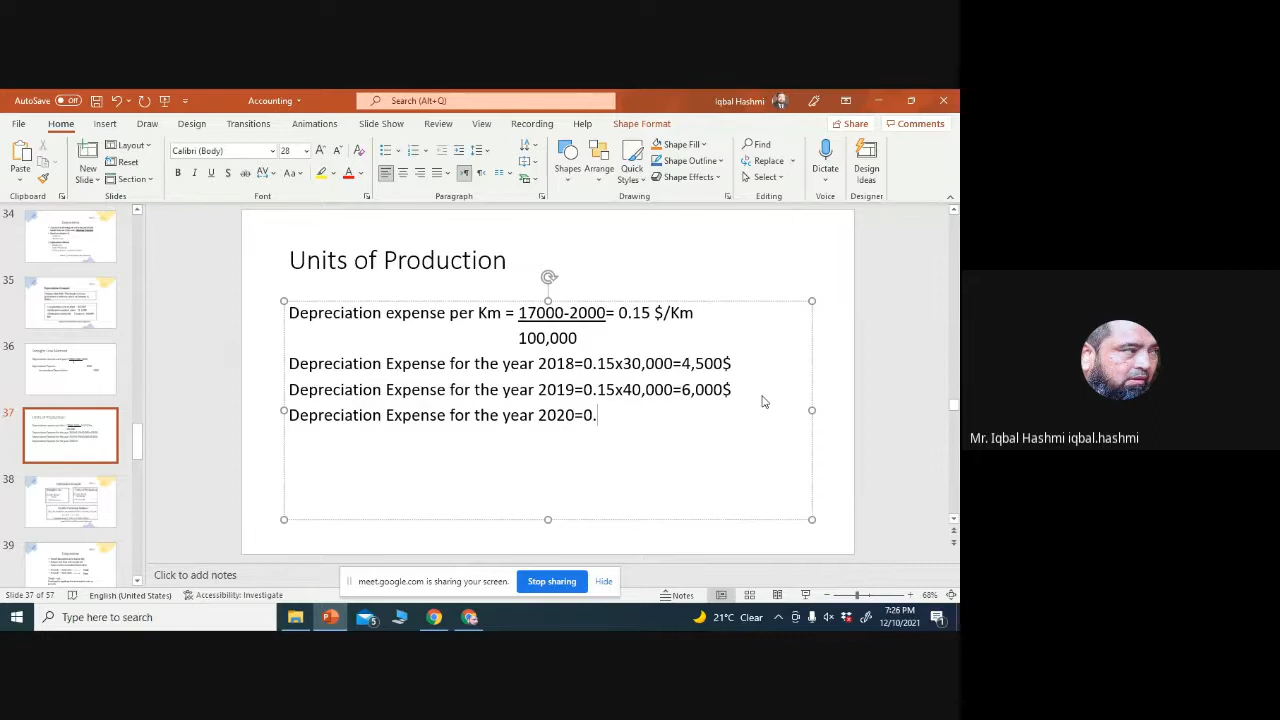 AutoSave Off Accounting Search (Alt+Q) Iqbal Hashmi
File Home Insert Draw Design Transitions Animations Slide Show Review View Recording Help Shape Format Share Comments
Paste New Slide Layout Reset Section Calibri (Body) 28 Shapes Arrange Quick Styles Shape Fill Shape Outline Shape Effects Find Replace Select Dictate Design Ideas
Clipboard Slides Font Paragraph Drawing Editing Voice Designer
34
35
36
37
38
39
Units of Production
Depreciation expense per Km = 17000-2000= 0.15 $/Km
100,000
Depreciation Expense for the year 2018=0.15x30,000=4,500$
Depreciation Expense for the year 2019=0.15x40,000=6,000$
Depreciation Expense for the year 2020=0.
Click to add notes
meet.google.com is sharing your screen. Stop sharing Hide
Slide 37 of 57 English (United States) Accessibility: Investigate Notes 68%
Type here to search 5 21°C Clear 7:26 PM
12/10/2021 1
Mr. Iqbal Hashmi iqbal.hashmi